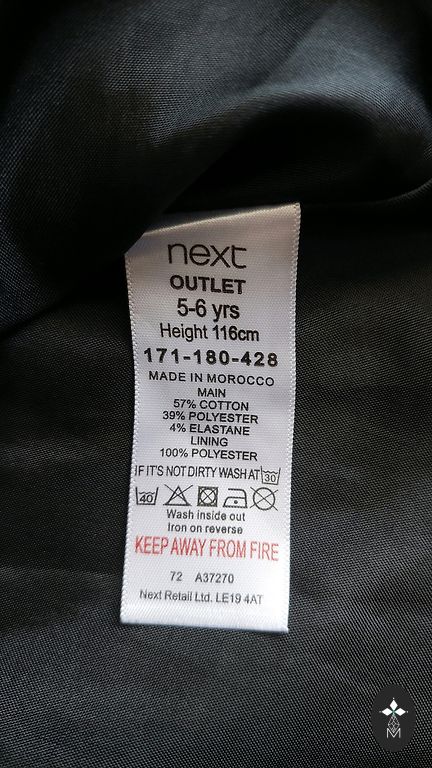 next
OUTLET
5-6 yrs
Height 116cm
171-180-428
MADE IN MOROCCO
MAIN
57% COTTON
39% POLYESTER
4% ELASTANE
LINING
100% POLYESTER
IF IT'S NOT DIRTY WASH AT 30
40
Wash inside out
Iron on reverse
KEEP AWAY FROM FIRE
72 A37270
Next Retail Ltd. LE19 4AT
M